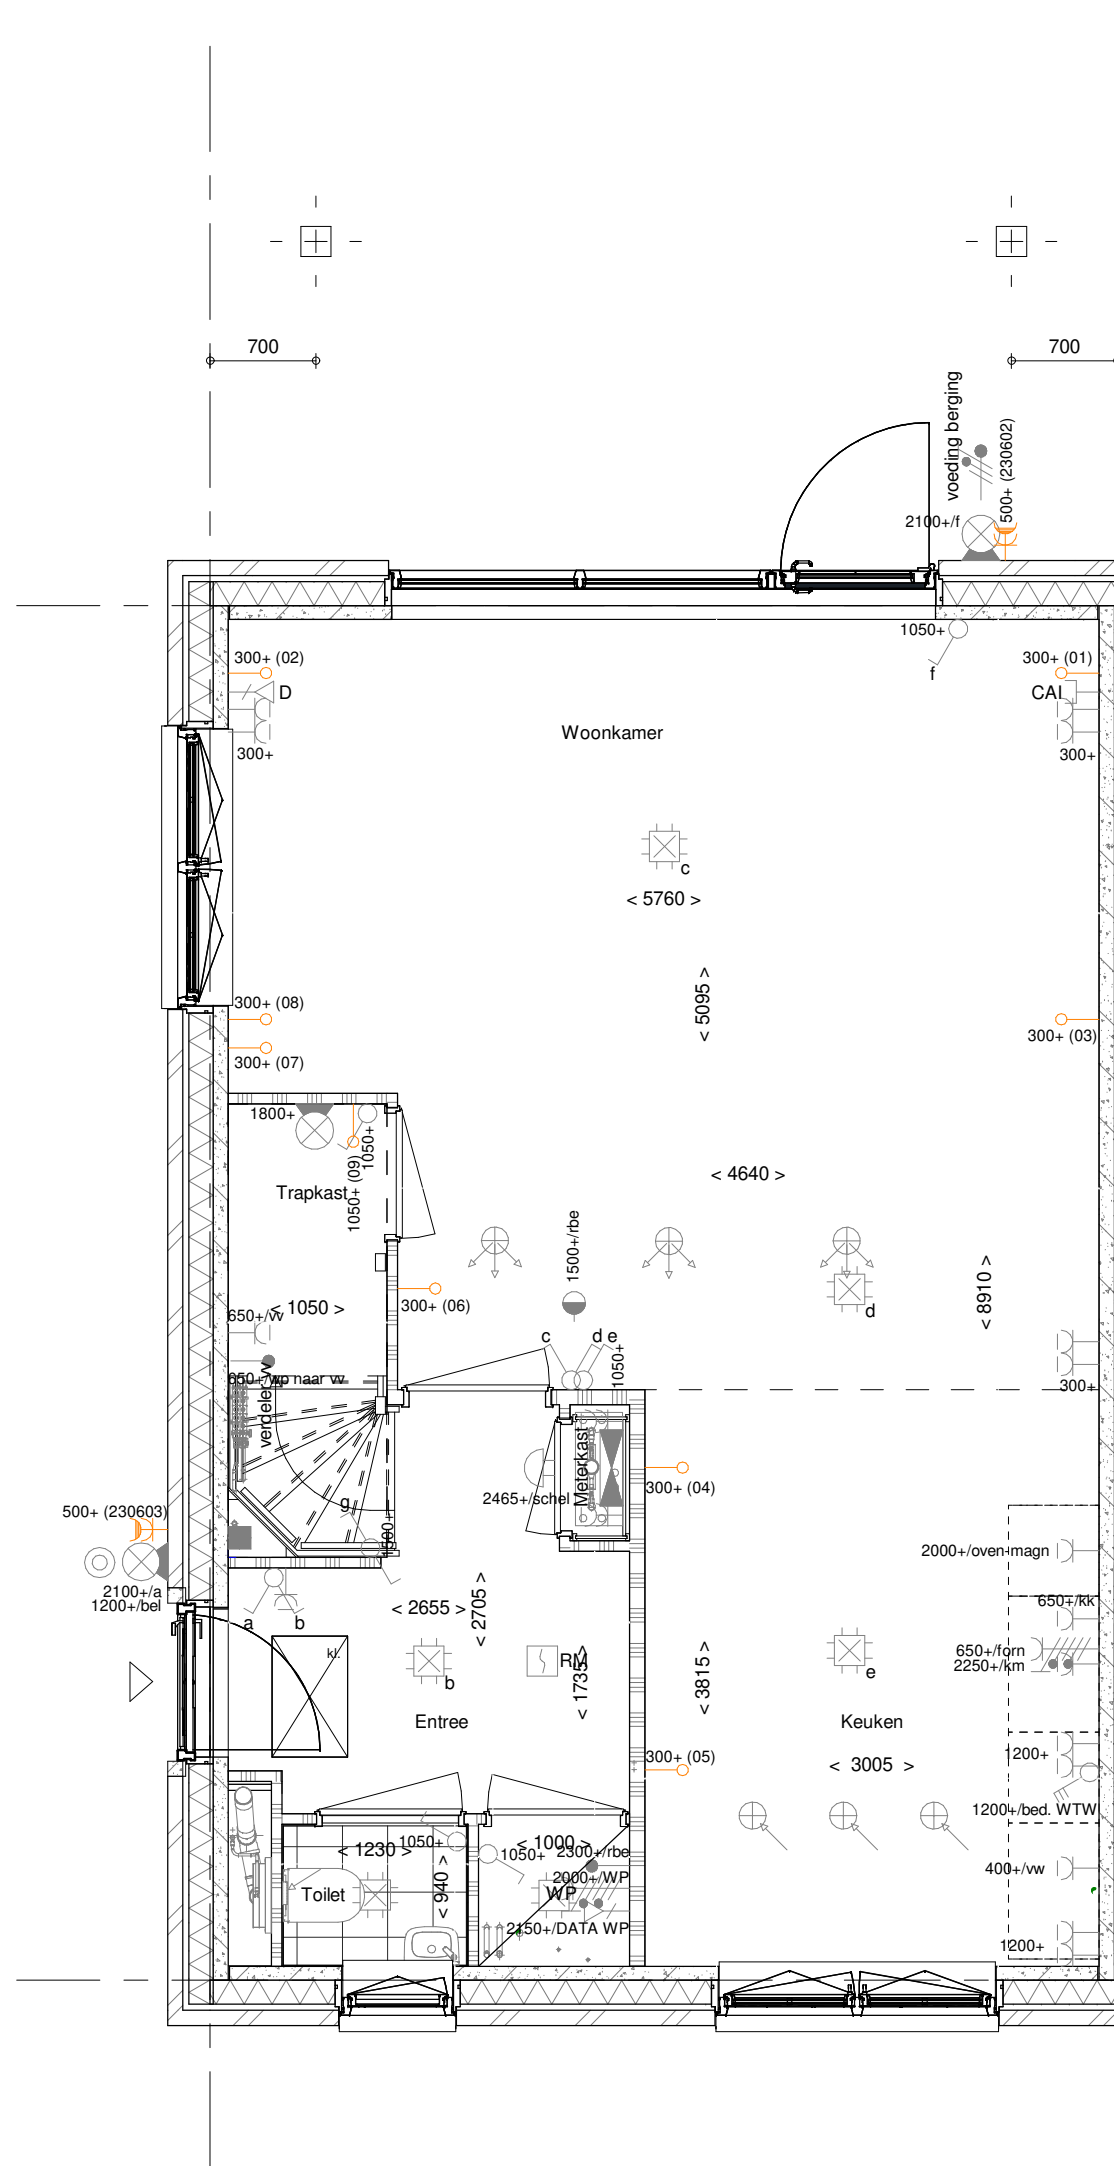 700
700
voeding berging
500+ (230602)
2100+/f
1050+
f
300+ (02)
D
300+
300+ (01)
CAI
300+
Woonkamer
c
< 5760 >
< 5095 >
300+ (08)
300+ (07)
300+ (03)
1800+
1050+
1050+ (09)
Trapkast
< 4640 >
1500+/rbe
< 8910 >
300+ (06)
d
< 1050 >
650+/vv
c
d e
1050+
650+/wp naar vv
verdeler vv
300+
Meterkast
2465+/schel
300+ (04)
g
1500+
500+ (230603)
2100+/a
1200+/bel
a
b
< 2655 >
< 2705 >
2000+/oven-magn
650+/kk
650+/forn
2250+/km
kl.
b
RM
< 1735 >
< 3815 >
e
Entree
Keuken
300+ (05)
< 3005 >
1200+
1200+/bed. WTW
1050+
< 1230 >
< 940 >
< 1000 >
1050+
2300+/rbe
2000+/WP
Toilet
WP
2150+/DATA WP
400+/vw
1200+